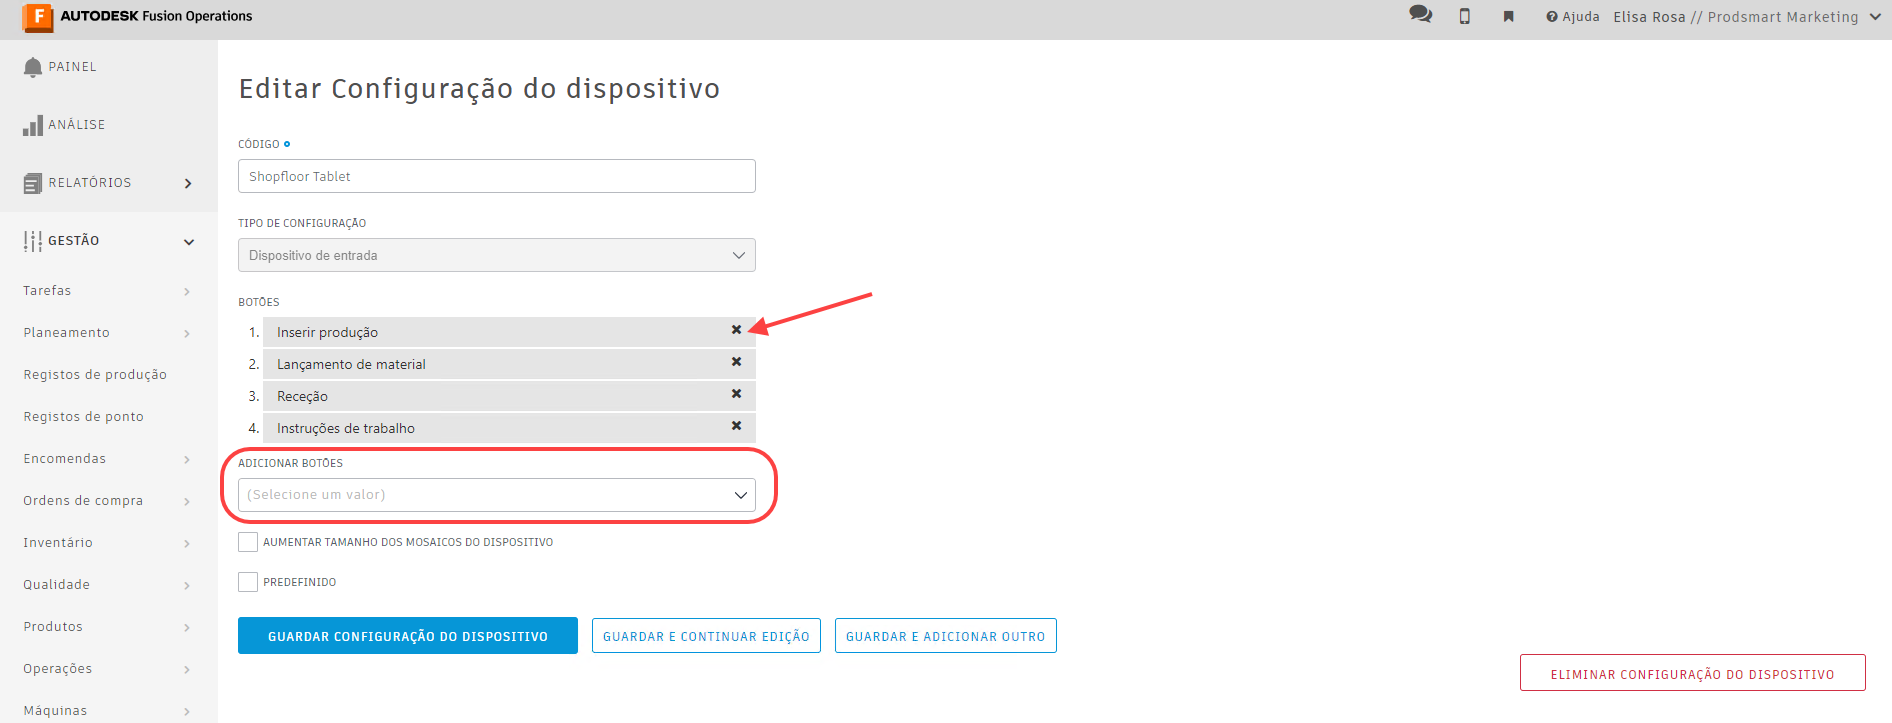 AUTODESK Fusion Operations
Ajuda Elisa Rosa // Prodsmart Marketing
PAINEL
ANÁLISE
RELATÓRIOS
GESTÃO
Tarefas
Planeamento
Registos de produção
Registos de ponto
Encomendas
Ordens de compra
Inventário
Qualidade
Produtos
Operações
Máquinas
Editar Configuração do dispositivo
CÓDIGO
Shopfloor Tablet
TIPO DE CONFIGURAÇÃO
Dispositivo de entrada
BOTÕES
1. Inserir produção
2. Lançamento de material
3. Receção
4. Instruções de trabalho
ADICIONAR BOTÕES
(Selecione um valor)
AUMENTAR TAMANHO DOS MOSAICOS DO DISPOSITIVO
PREDEFINIDO
GUARDAR CONFIGURAÇÃO DO DISPOSITIVO
GUARDAR E CONTINUAR EDIÇÃO
GUARDAR E ADICIONAR OUTRO
ELIMINAR CONFIGURAÇÃO DO DISPOSITIVO